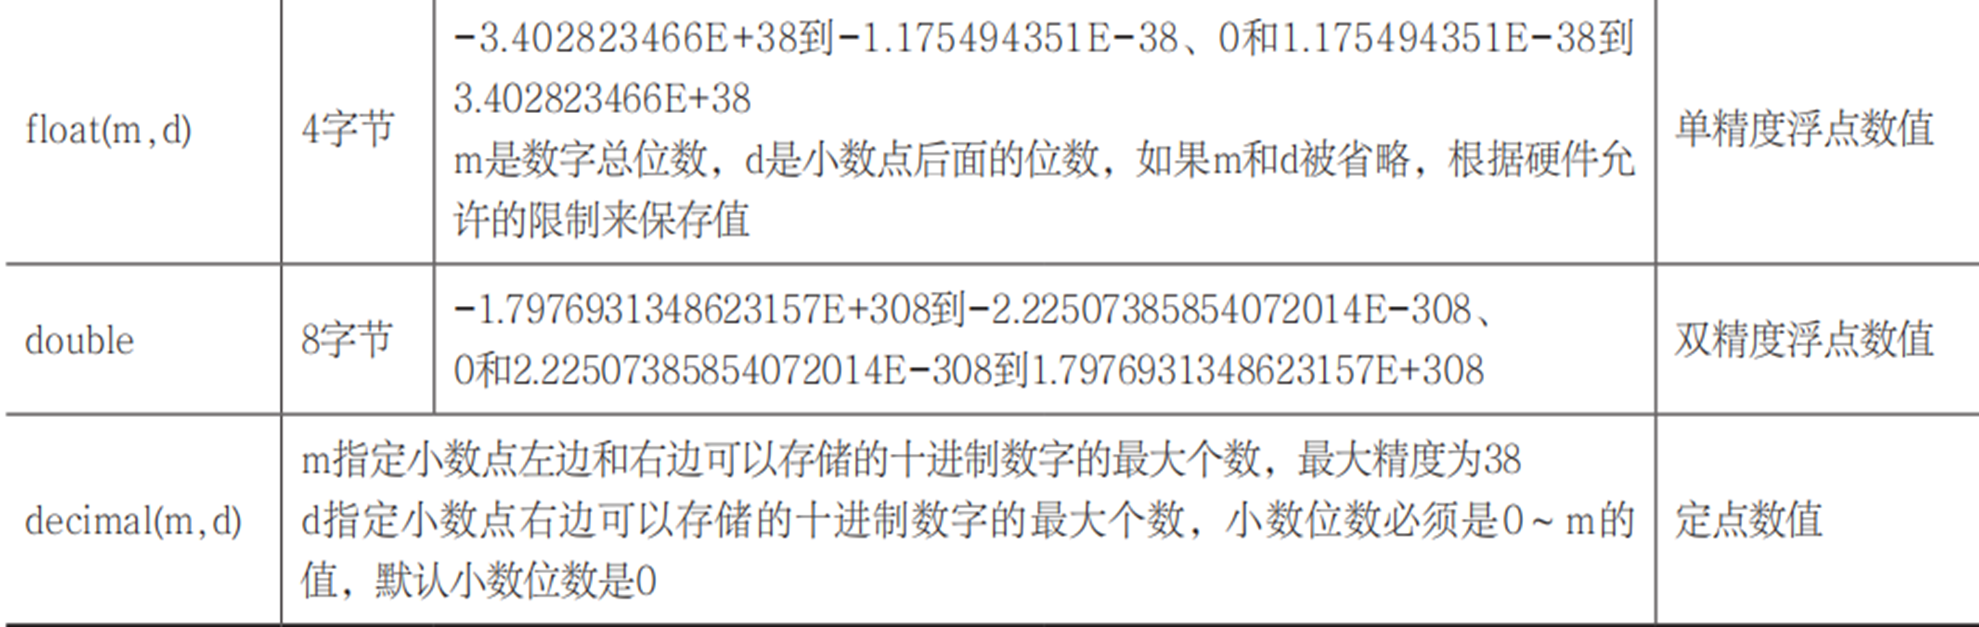 float(m,d)
4字节
-3.402823466E+38到-1.175494351E-38、0和1.175494351E-38到
3.402823466E+38
m是数字总位数，d是小数点后面的位数，如果m和d被省略，根据硬件允
许的限制来保存值
单精度浮点数值
double
8字节
-1.7976931348623157E+308到-2.22507385854072014E-308、
0和2.22507385854072014E-308到1.7976931348623157E+308
双精度浮点数值
decimal(m,d)
m指定小数点左边和右边可以存储的十进制数字的最大个数，最大精度为38
d指定小数点右边可以存储的十进制数字的最大个数，小数位数必须是0~m的
值，默认小数位数是0
定点数值